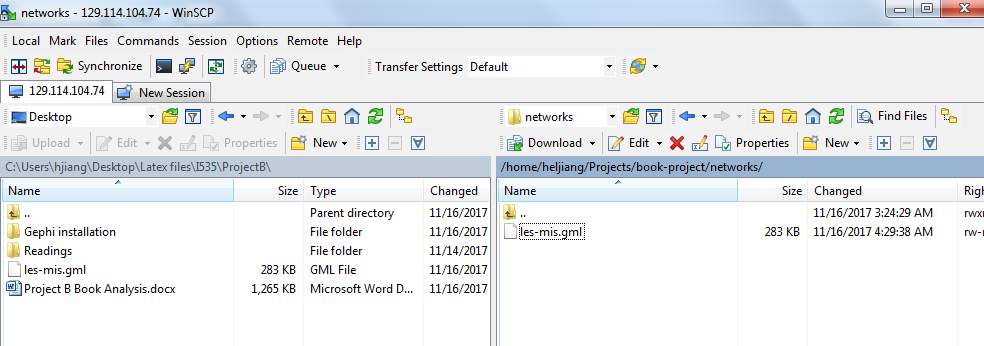 networks - 129.114.104.74 - WinSCP
Local Mark Files Commands Session Options Remote Help
Synchronize Queue Transfer Settings Default
129.114.104.74 New Session
Desktop networks Find Files
Upload Edit Properties Download Edit Properties
C:\Users\hjiang\Desktop\Latex files\I535\ProjectB\ /home/heljiang/Projects/book-project/networks/
Name Size Type Changed Name Size Changed Rig
.. Parent directory 11/16/2017 .. 11/16/2017 3:24:29 AM rwx
Gephi installation File folder 11/16/2017 les-mis.gml 283 KB 11/16/2017 4:29:38 AM rw-
Readings File folder 11/14/2017
les-mis.gml 283 KB GML File 11/16/2017
Project B Book Analysis.docx 1,265 KB Microsoft Word D... 11/16/2017